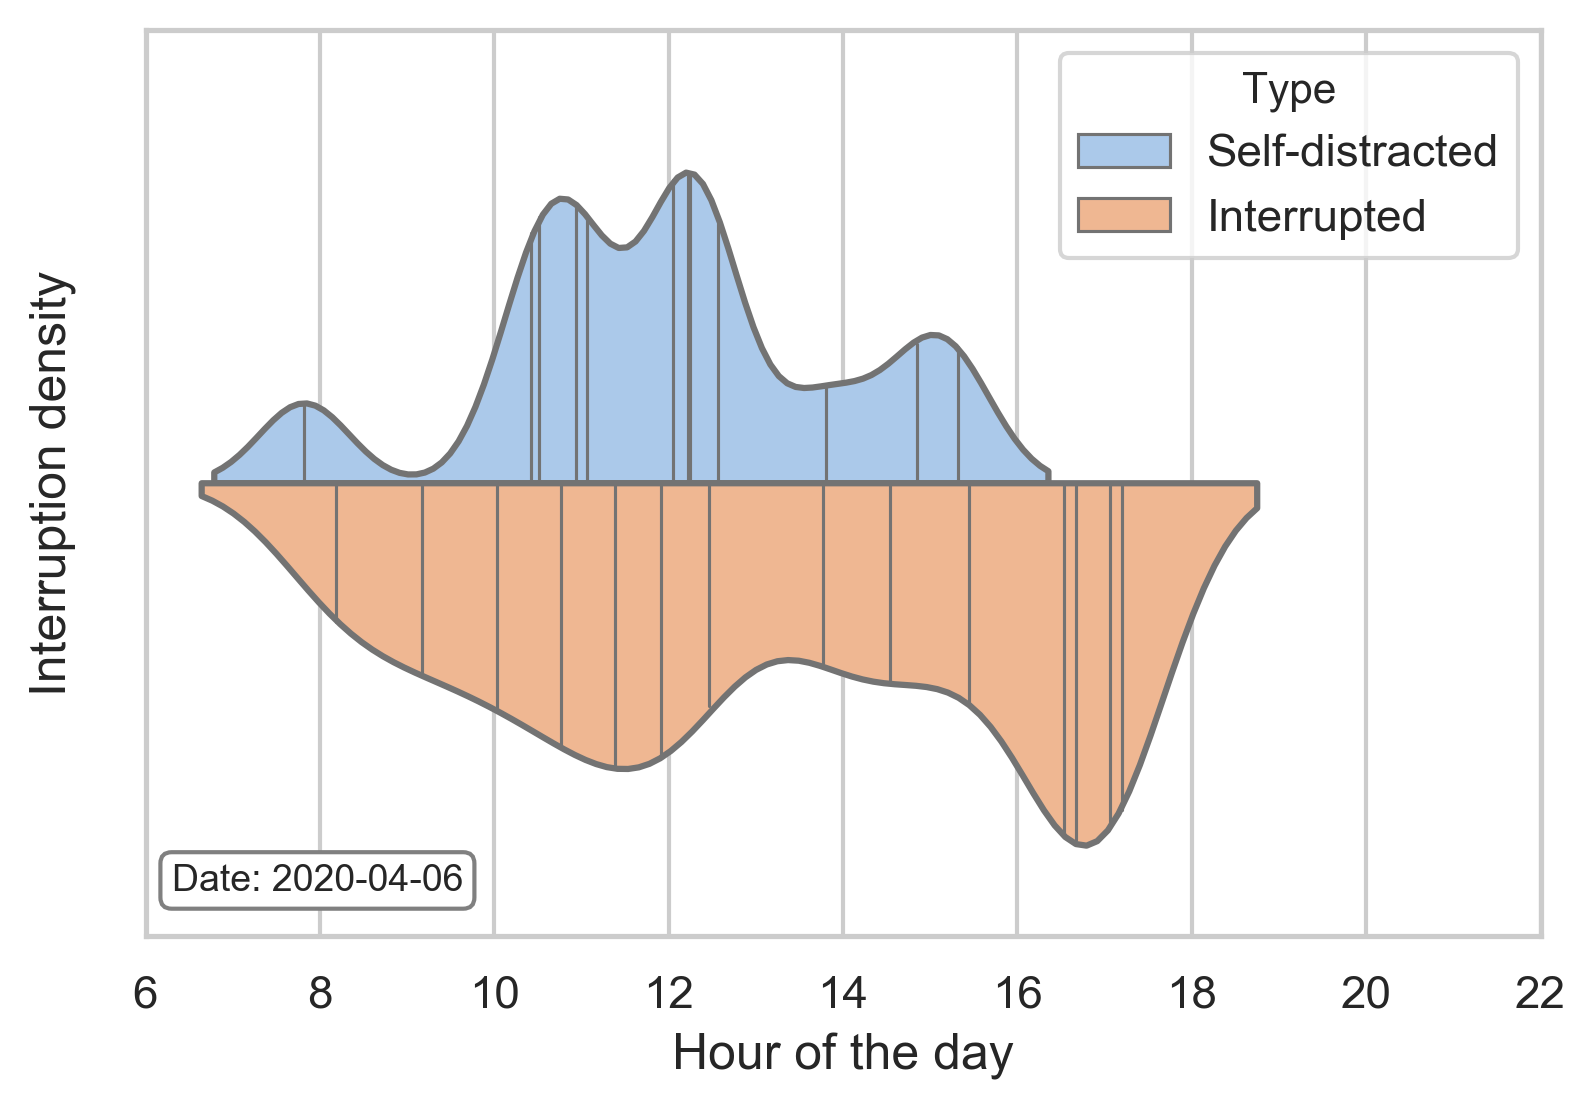 Type
Self-distracted
Interrupted
Interruption density
Date: 2020-04-06
6 8 10 12 14 16 18 20 22
Hour of the day